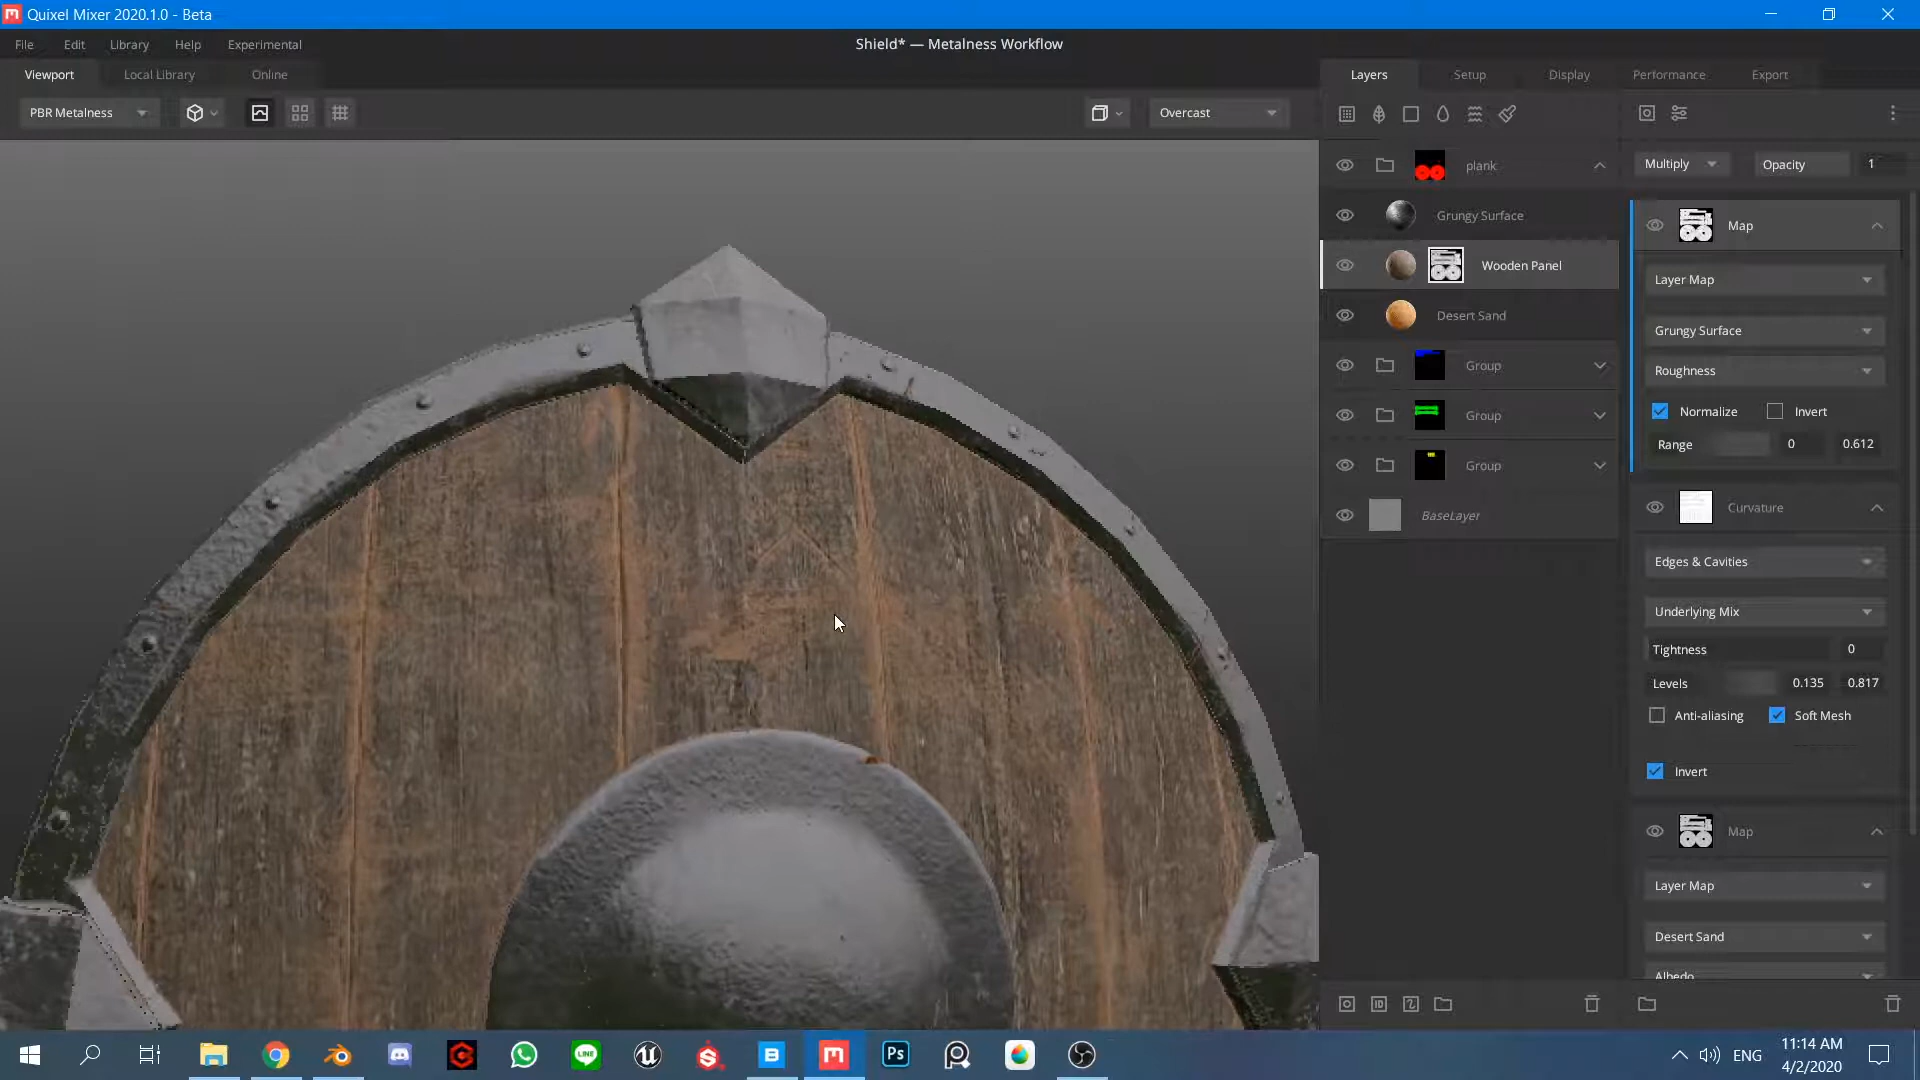 Quixel Mixer 2020.1.0 - Beta
File Edit Library Help Experimental
Shield* — Metalness Workflow
Viewport Local Library Online
Layers Setup Display Performance Export
PBR Metalness
Overcast
plank
Grungy Surface
Wooden Panel
Desert Sand
Group
Group
Group
BaseLayer
Multiply Opacity 1
Map
Layer Map
Grungy Surface
Roughness
Normalize Invert
Range 0 0.612
Curvature
Edges & Cavities
Underlying Mix
Tightness 0
Levels 0.135 0.817
Anti-aliasing Soft Mesh
Invert
Map
Layer Map
Desert Sand
Albedo
ID
LINE
Ps
ENG
11:14 AM
4/2/2020